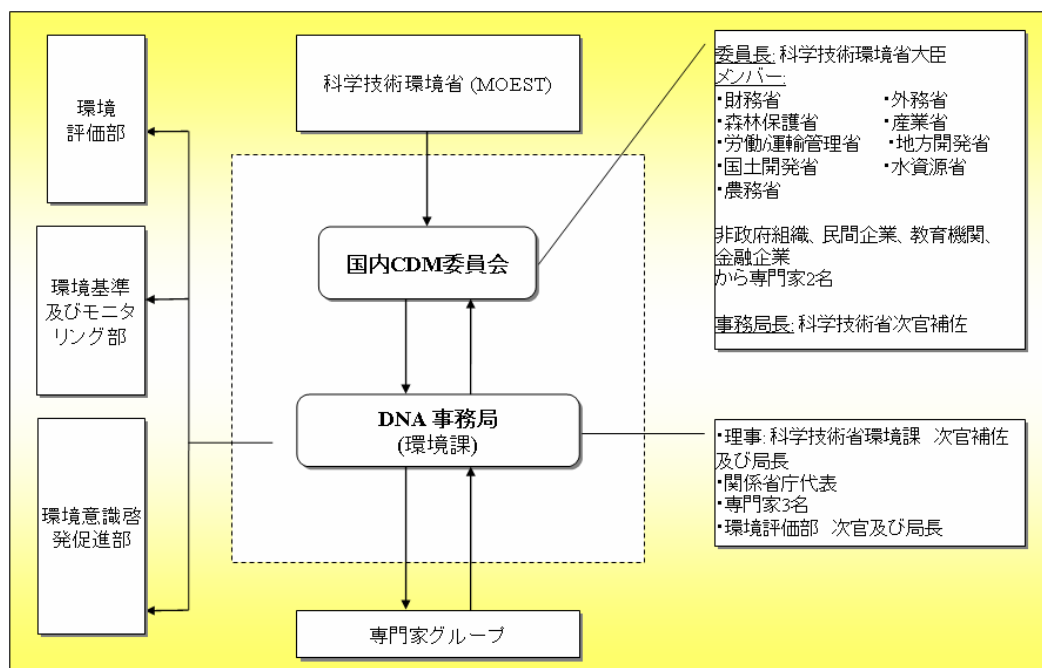 環境
評価部
環境基準
及びモニタ
リング部
環境意識啓
発促進部
科学技術環境省 (MOEST)
国内CDM委員会
DNA 事務局
(環境課)
専門家グループ
委員長: 科学技術環境省大臣
メンバー:
・財務省 ・外務省
・森林保護省 ・産業省
・労働/運輸管理省 ・地方開発省
・国土開発省 ・水資源省
・農務省
非政府組織、民間企業、教育機関、
金融企業
から専門家2名
事務局長: 科学技術省次官補佐
・理事: 科学技術省環境課 次官補佐
及び局長
・関係省庁代表
・専門家3名
・環境評価部 次官及び局長